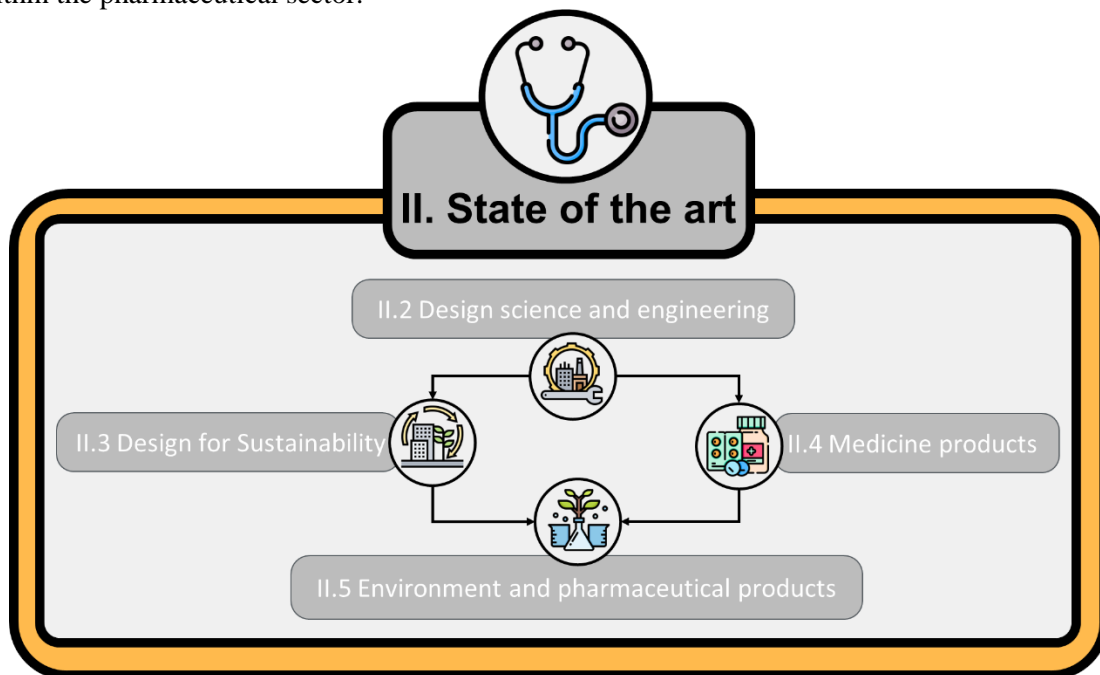 within the pharmaceutical sector.
II. State of the art
II.2 Design science and engineering
II.3 Design for Sustainability
II.4 Medicine products
II.5 Environment and pharmaceutical products